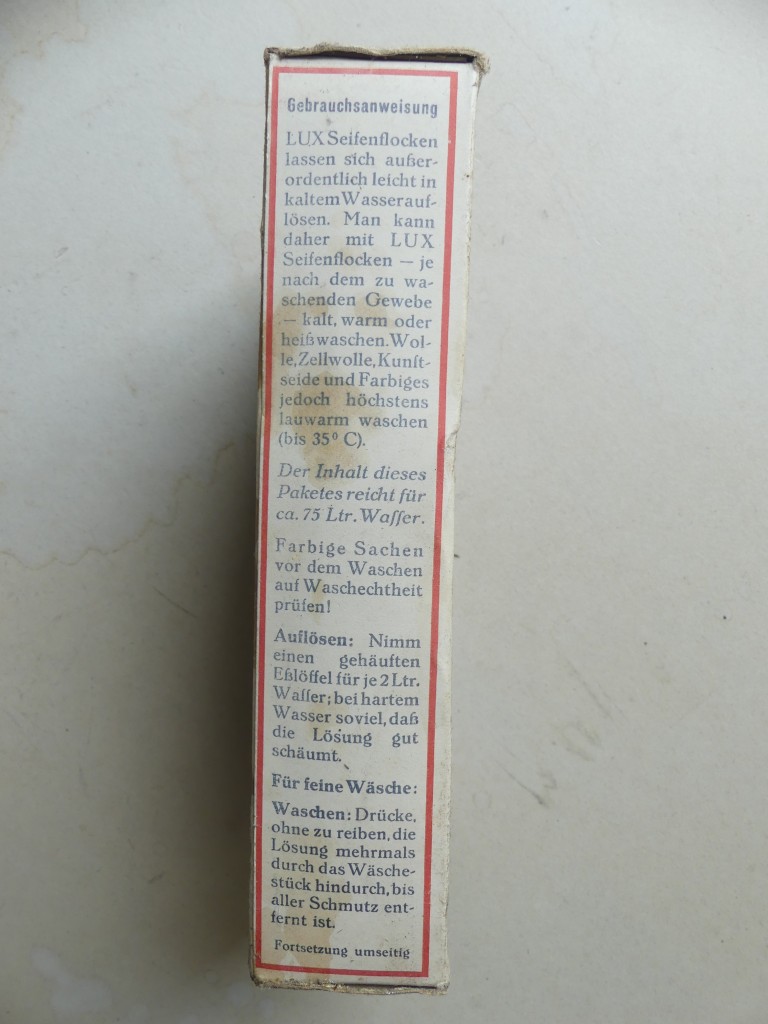 Gebrauchsanweisung
LUX Seifenflocken
lassen sich außer-
ordentlich leicht in
kaltem Wasser auf-
lösen. Man kann
daher mit LUX
Seifenflocken – je
nach dem zu wa-
schenden Gewebe
– kalt, warm oder
heiß waschen. Wol-
le, Zellwolle, Kunſt-
seide und Farbiges
jedoch höchstens
lauwarm waschen
(bis 35° C).
Der Inhalt dieses
Paketes reicht für
ca. 75 Ltr. Waſſer.
Farbige Sachen
vor dem Waschen
auf Waschechtheit
prüfen!
Auflösen: Nimm
einen gehäuften
Eßlöffel für je 2 Ltr.
Waſſer; bei hartem
Wasser soviel, daß
die Lösung gut
schäumt.
Für feine Wäsche:
Waschen: Drücke,
ohne zu reiben, die
Lösung mehrmals
durch das Wäsche-
stück hindurch, bis
aller Schmutz ent-
fernt ist.
Fortsetzung umseitig